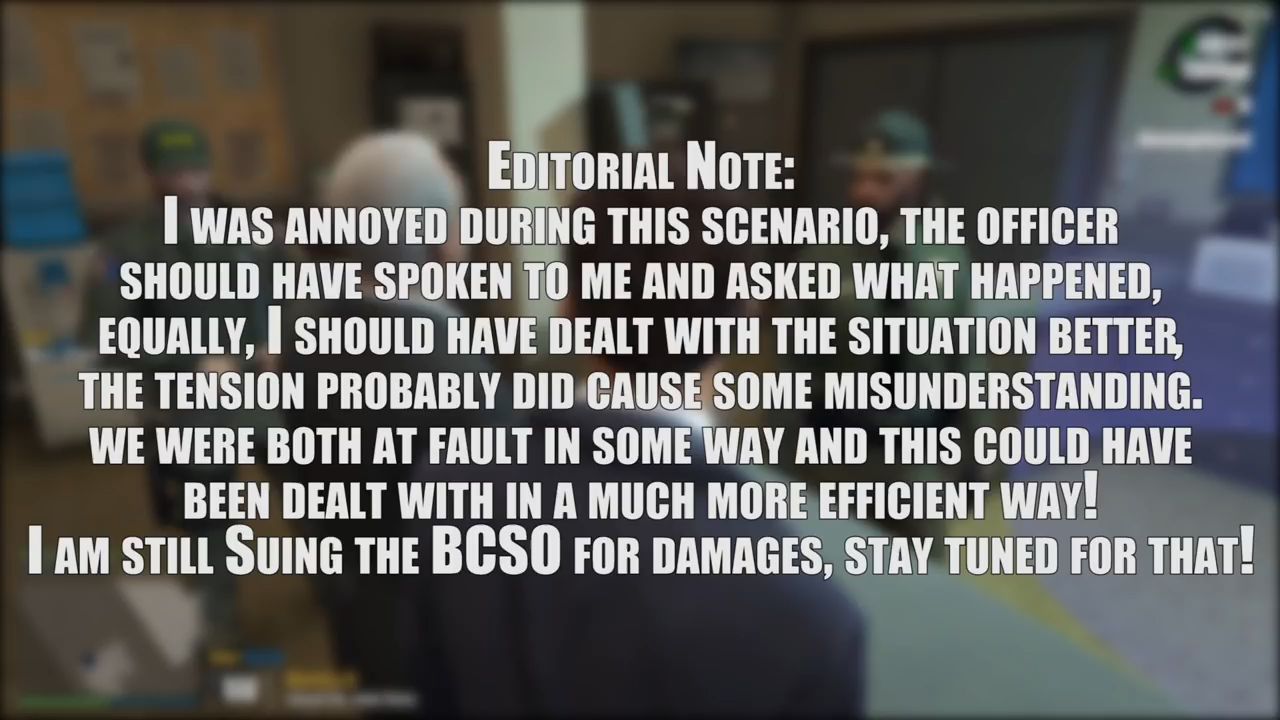 Editorial Note:
I was annoyed during this scenario, the officer
should have spoken to me and asked what happened,
equally, I should have dealt with the situation better,
the tension probably did cause some misunderstanding.
we were both at fault in some way and this could have
been dealt with in a much more efficient way!
I am still Suing the BCSO for damages, stay tuned for that!